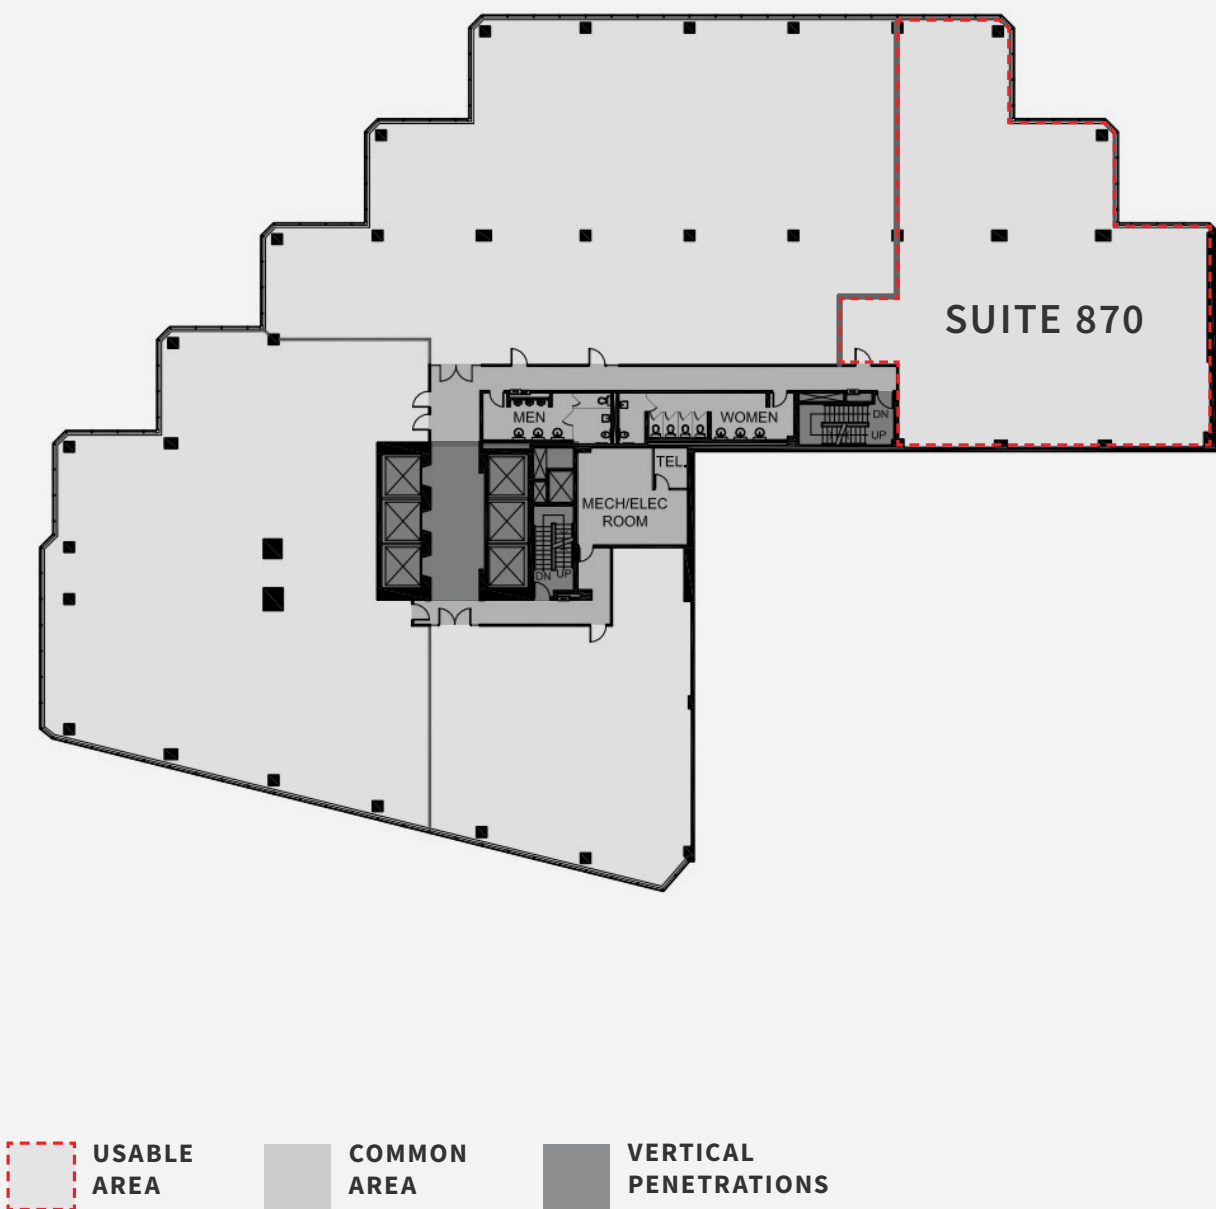 SUITE 870
MEN
WOMEN
DN
UP
TEL.
MECH/ELEC
ROOM
DN UP
USABLE
AREA
COMMON
AREA
VERTICAL
PENETRATIONS